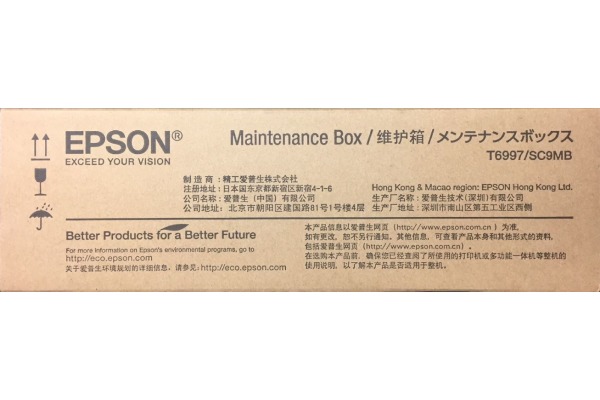 EPSON®
EXCEED YOUR VISION
Maintenance Box/维护箱/メンテナンスボックス
T6997/SC9MB
制 造 商：精工爱普生株式会社
注册地址：日本国东京都新宿区新宿4-1-6
公司名称：爱普生（中国）有限公司
公司地址：北京市朝阳区建国路81号1号楼4层
Hong Kong & Macao region: EPSON Hong Kong Ltd.
生产厂名称：爱普生技术(深圳)有限公司
生产厂地址：深圳市南山区第五工业区西侧
Better Products for a Better Future
For more information on Epson's environmental programs, go to
http://eco.epson.com
关于爱普生环境规划的详细信息，请参见:http://eco.epson.com
本产品信息以爱普生网页（http://www.epson.com.cn）为准,
如有更改，恕不另行通告。其他信息，可查看产品本身和其他形式的资料,
包括爱普生网页（http://www.epson.com.cn）。
在选购本产品前，确保您已经查阅了所使用的打印机或多功能一体机等整机的
使用说明，以了解本产品是否适用于整机。